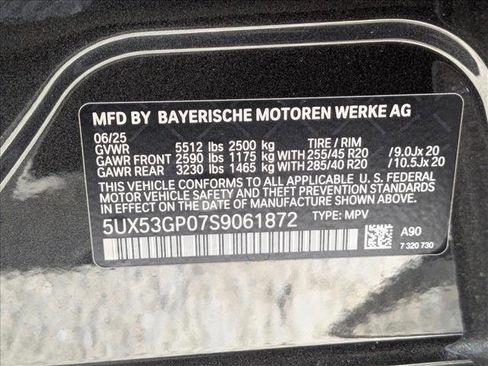 MFD BY BAYERISCHE MOTOREN WERKE AG
06/25
GVWR 5512 lbs 2500 kg TIRE / RIM
GAWR FRONT 2590 lbs 1175 kg WITH 255/45 R20 /9.0Jx 20
GAWR REAR 3230 lbs 1465 kg WITH 285/40 R20 /10.5Jx 20
THIS VEHICLE CONFORMS TO ALL APPLICABLE U.S. FEDERAL
MOTOR VEHICLE SAFETY AND THEFT PREVENTION STANDARDS
IN EFFECT ON THE DATE OF MANUFACTURE SHOWN ABOVE.
5UX53GP07S9061872 TYPE: MPV
A90
7 320 730